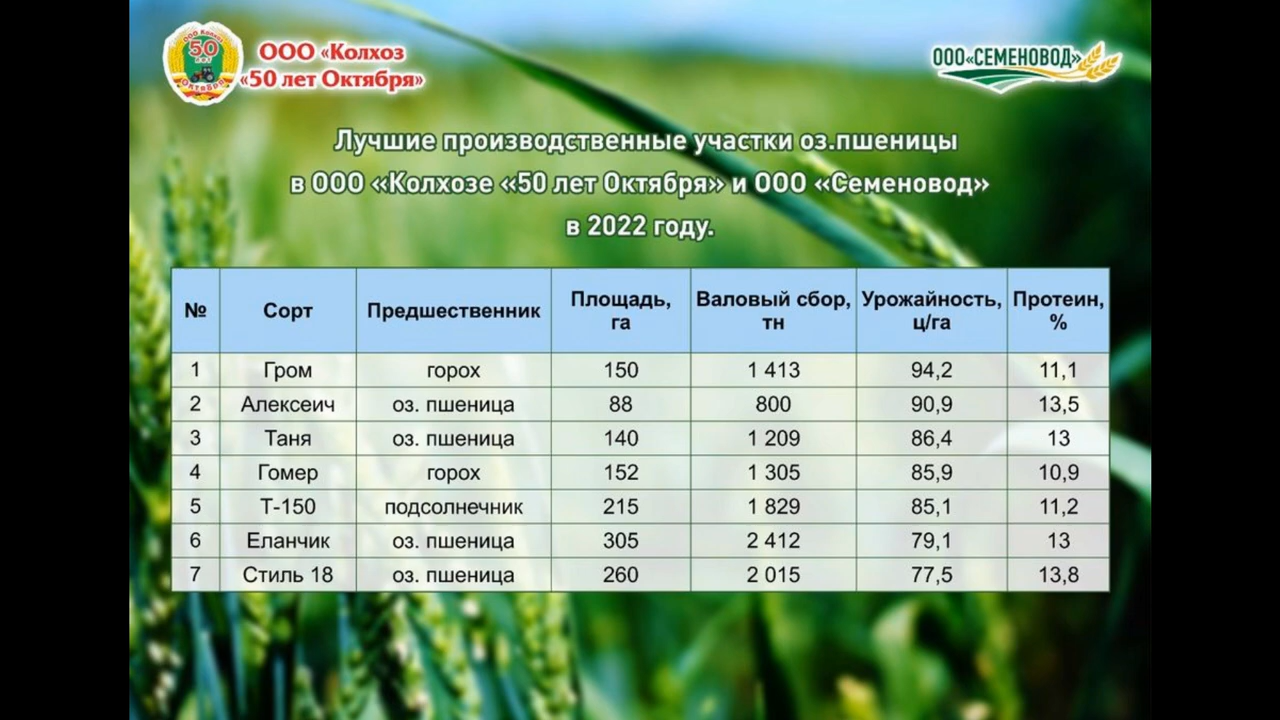 ООО Колхоз
50
лет
Октября
ООО «Колхоз
«50 лет Октября»
ООО«СЕМЕНОВОД»
Лучшие производственные участки оз.пшеницы
в ООО «Колхозе «50 лет Октября» и ООО «Семеновод»
в 2022 году.
№ Сорт Предшественник Площадь, га Валовый сбор, тн Урожайность, ц/га Протеин, %
1 Гром горох 150 1 413 94,2 11,1
2 Алексеич оз. пшеница 88 800 90,9 13,5
3 Таня оз. пшеница 140 1 209 86,4 13
4 Гомер горох 152 1 305 85,9 10,9
5 Т-150 подсолнечник 215 1 829 85,1 11,2
6 Еланчик оз. пшеница 305 2 412 79,1 13
7 Стиль 18 оз. пшеница 260 2 015 77,5 13,8